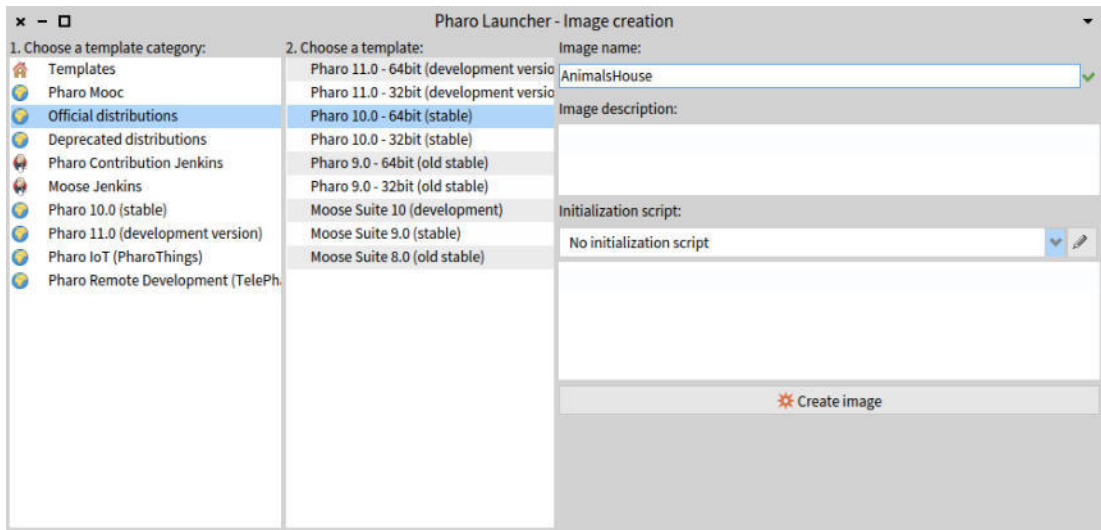 Pharo Launcher - Image creation
1. Choose a template category:
Templates
Pharo Mooc
Official distributions
Deprecated distributions
Pharo Contribution Jenkins
Moose Jenkins
Pharo 10.0 (stable)
Pharo 11.0 (development version)
Pharo IoT (PharoThings)
Pharo Remote Development (TelePh
2. Choose a template:
Pharo 11.0 - 64bit (development versio
Pharo 11.0 - 32bit (development versio
Pharo 10.0 - 64bit (stable)
Pharo 10.0 - 32bit (stable)
Pharo 9.0 - 64bit (old stable)
Pharo 9.0 - 32bit (old stable)
Moose Suite 10 (development)
Moose Suite 9.0 (stable)
Moose Suite 8.0 (old stable)
Image name:
AnimalsHouse
Image description:
Initialization script:
No initialization script
Create image